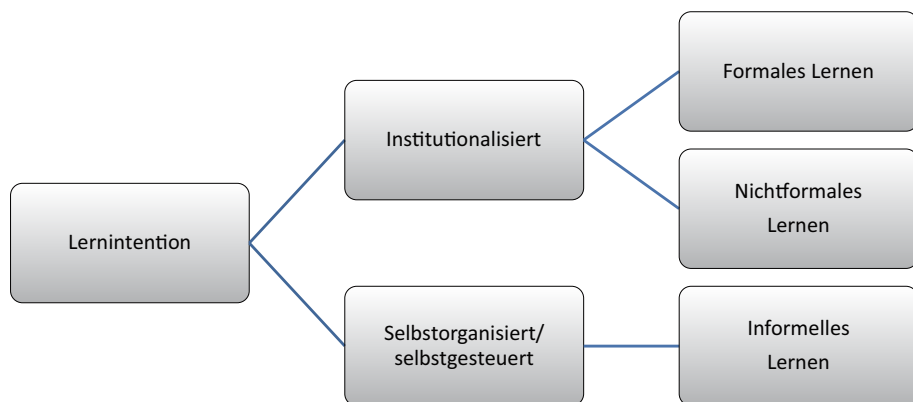 Lernintention
Institutionalisiert
Selbstorganisiert/
selbstgesteuert
Formales Lernen
Nichtformales
Lernen
Informelles
Lernen